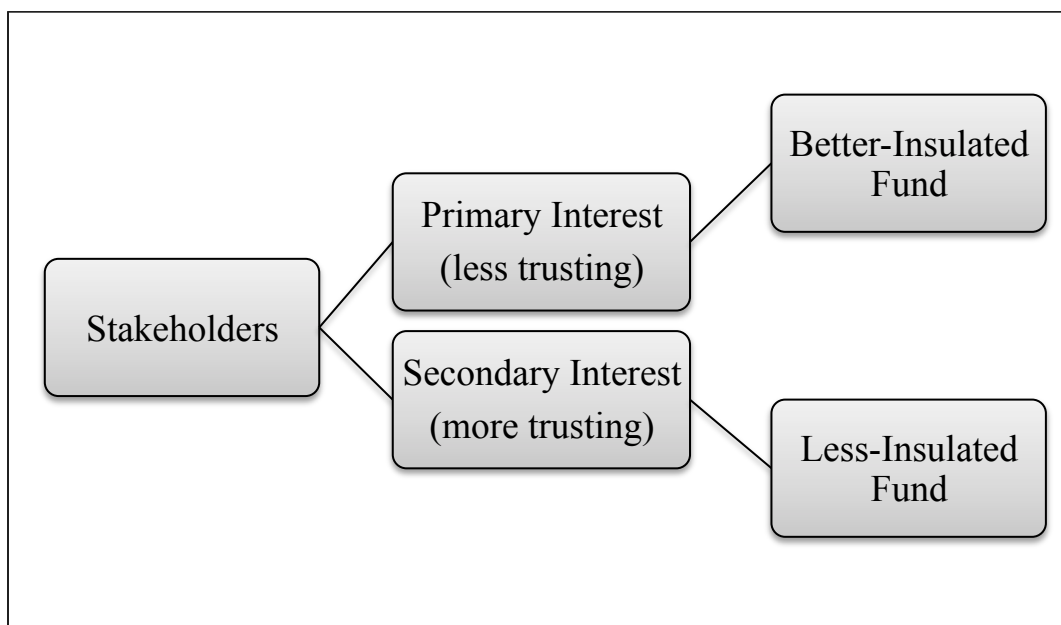 Stakeholders
Primary Interest
(less trusting)
Secondary Interest
(more trusting)
Better-Insulated
Fund
Less-Insulated
Fund